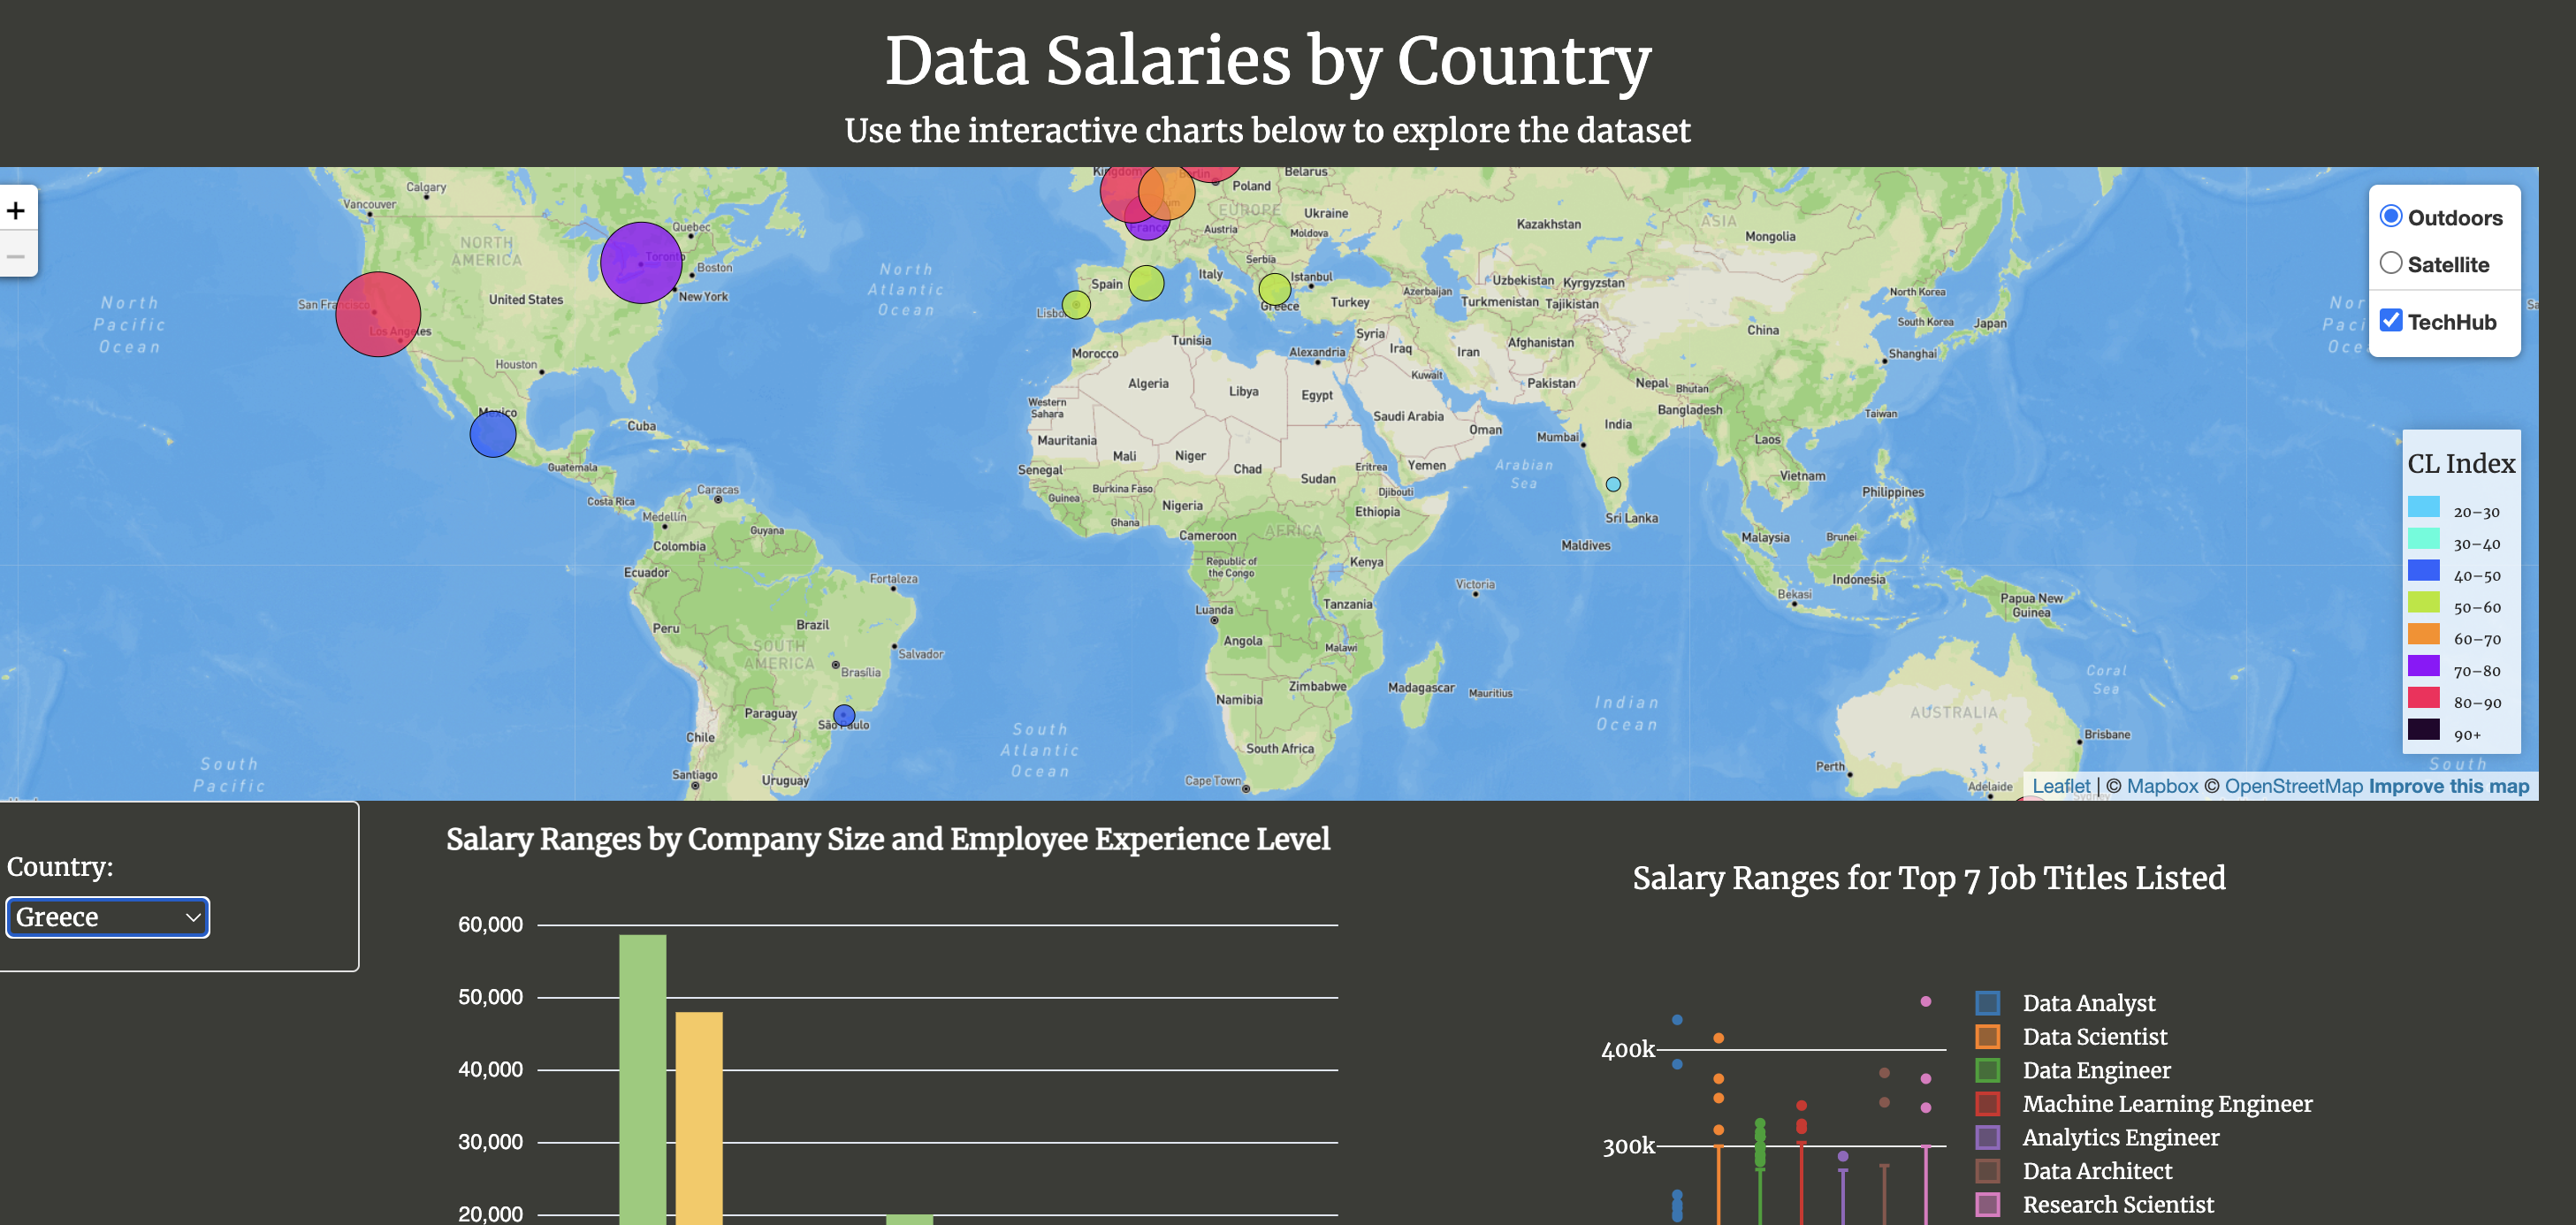 Data Salaries by Country
Use the interactive charts below to explore the dataset
+
−
Outdoors
Satellite
TechHub
Calgary
Vancouver
NORTH
AMERICA
Quebec
Toronto
Boston
New York
United States
San Francisco
Los Angeles
Houston
Mexico
Cuba
Guatemala
Costa Rica
Caracas
Medellín
Colombia
Guyana
Ecuador
Peru
Brazil
Fortaleza
SOUTH
AMERICA
Salvador
Brasília
Paraguay
São Paulo
Chile
Santiago
Uruguay
North
Pacific
Ocean
South
Pacific
North
Atlantic
Ocean
South
Atlantic
Ocean
Kingdom
Berlin
Poland
Belarus
EUROPE
Ukraine
France
Austria
Moldova
Serbia
Spain
Italy
Istanbul
Greece
Turkey
Tunisia
Morocco
Algeria
Libya
Alexandria
Egypt
Syria
Iraq
Iran
Kuwait
Saudi Arabia
Oman
Yemen
Western
Sahara
Mauritania
Mali
Niger
Chad
Sudan
Eritrea
Djibouti
Senegal
Guinea
Burkina Faso
Ghana
Nigeria
Cameroon
AFRICA
Ethiopia
Republic of
the Congo
Kenya
Luanda
Tanzania
Angola
Malawi
Namibia
Zimbabwe
Madagascar
Mauritius
South Africa
Cape Town
Victoria
Kazakhstan
ASIA
Mongolia
Uzbekistan
Kyrgyzstan
Azerbaijan
Turkmenistan
Tajikistan
Afghanistan
Pakistan
Nepal
Bhutan
Bangladesh
India
Mumbai
Arabian
Sea
Sri Lanka
Maldives
China
North Korea
South Korea
Japan
Shanghai
Taiwan
Laos
Vietnam
Philippines
Malaysia
Brunei
Indonesia
Bekasi
Papua New
Guinea
Indian
Ocean
AUSTRALIA
Coral
Sea
Brisbane
Perth
Adelaide
Sydney
South
CL Index
20–30
30–40
40–50
50–60
60–70
70–80
80–90
90+
Leaflet | © Mapbox © OpenStreetMap Improve this map
Country:
Greece
Salary Ranges by Company Size and Employee Experience Level
60,000
50,000
40,000
30,000
20,000
Salary Ranges for Top 7 Job Titles Listed
400k
300k
Data Analyst
Data Scientist
Data Engineer
Machine Learning Engineer
Analytics Engineer
Data Architect
Research Scientist